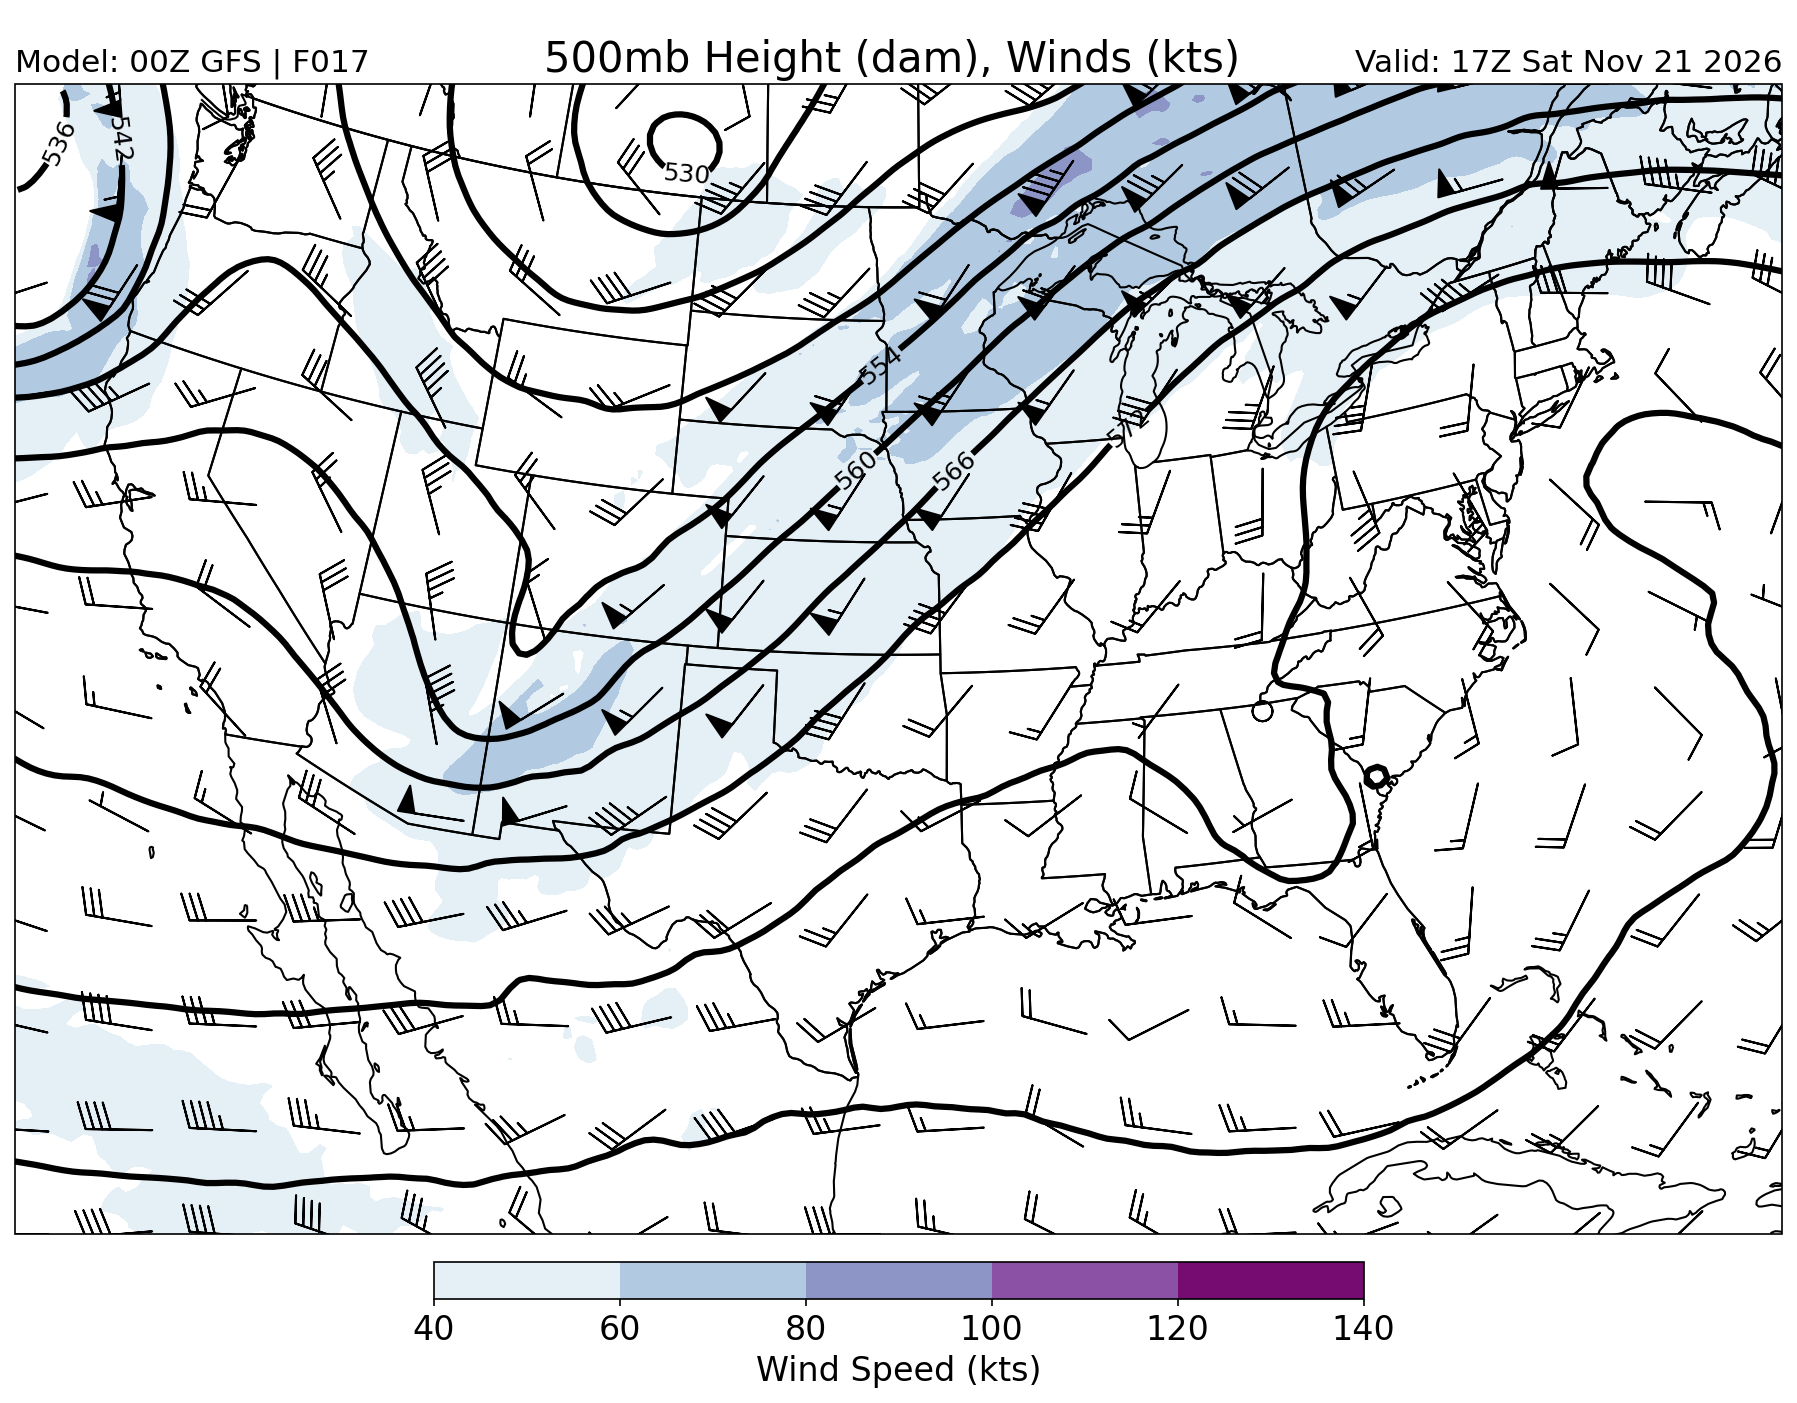 Model: 00Z GFS | F017
500mb Height (dam), Winds (kts)
Valid: 17Z Sat Nov 21 2026
536
542
530
554
560
566
40 60 80 100 120 140
Wind Speed (kts)